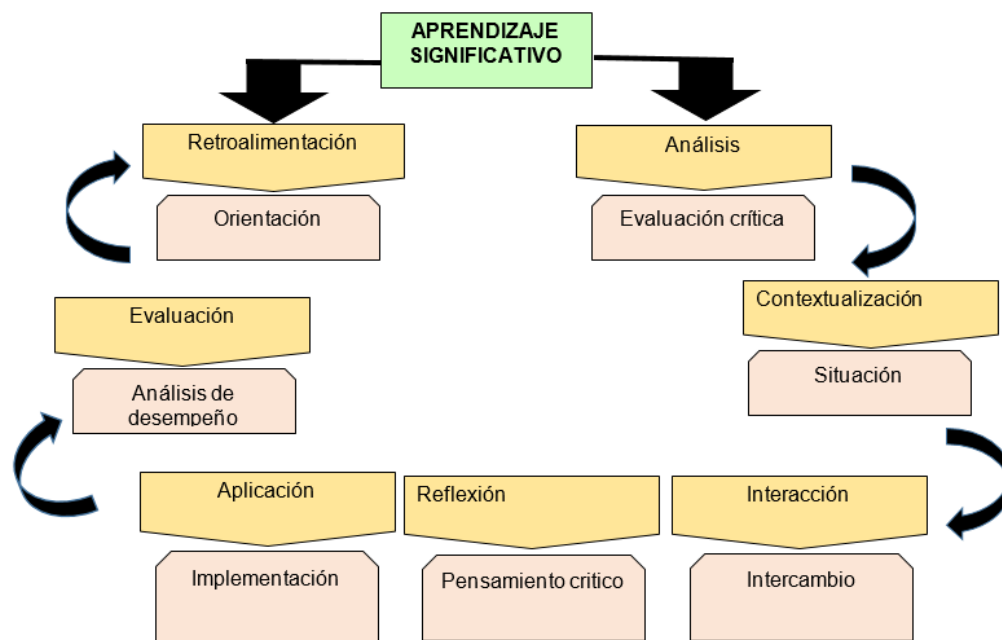 APRENDIZAJE
SIGNIFICATIVO
Retroalimentación
Orientación
Análisis
Evaluación crítica
Contextualización
Situación
Evaluación
Análisis de
desempeño
Aplicación
Implementación
Reflexión
Pensamiento critico
Interacción
Intercambio